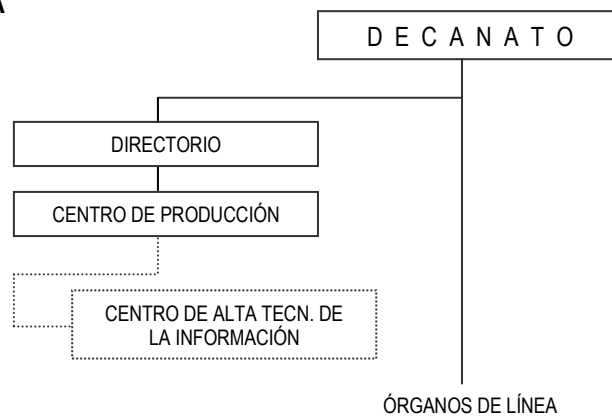 A
D E C A N A T O
DIRECTORIO
CENTRO DE PRODUCCIÓN
CENTRO DE ALTA TECN. DE
LA INFORMACIÓN
ÓRGANOS DE LÍNEA